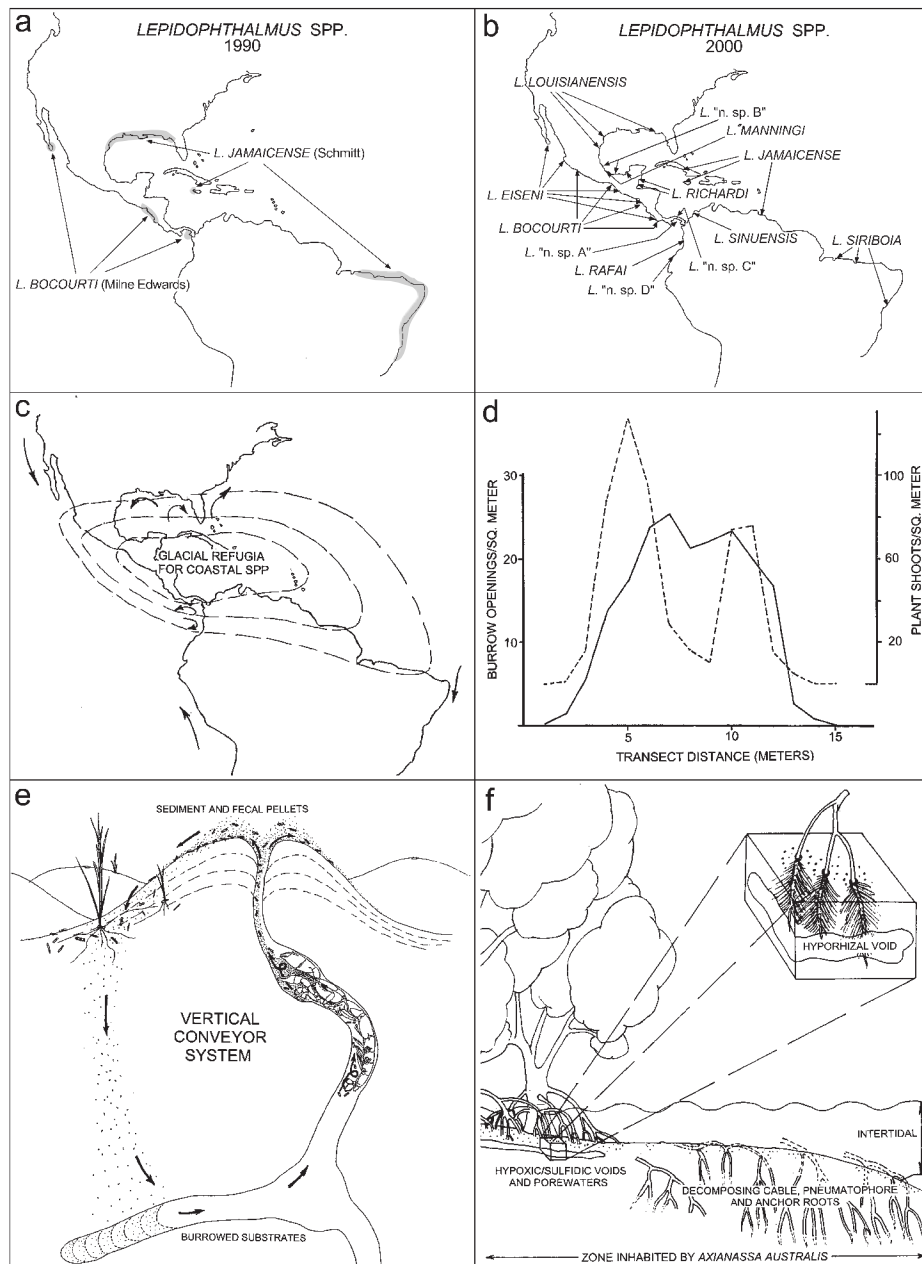 a
LEPIDOPHTHALMUS SPP.
1990
L. JAMAICENSE (Schmitt)
L. BOCOURTI (Milne Edwards)
b
LEPIDOPHTHALMUS SPP.
2000
L. LOUISIANENSIS
L. "n. sp. B"
L. MANNINGI
L. JAMAICENSE
L. EISENI
L. RICHARDI
L. BOCOURTI
L. SINUENSIS
L. SIRIBOIA
L. "n. sp. A"
L. "n. sp. C"
L. RAFAI
L. "n. sp. D"
c
GLACIAL REFUGIA
FOR COASTAL SPP
d
BURROW OPENINGS/SQ. METER
30
20
10
PLANT SHOOTS/SQ. METER
100
60
20
5
10
15
TRANSECT DISTANCE (METERS)
e
SEDIMENT AND FECAL PELLETS
VERTICAL
CONVEYOR
SYSTEM
BURROWED SUBSTRATES
f
HYPORHIZAL VOID
INTERTIDAL
HYPOXIC/SULFIDIC VOIDS
AND POREWATERS
DECOMPOSING CABLE, PNEUMATOPHORE
AND ANCHOR ROOTS
ZONE INHABITED BY AXIANASSA AUSTRALIS